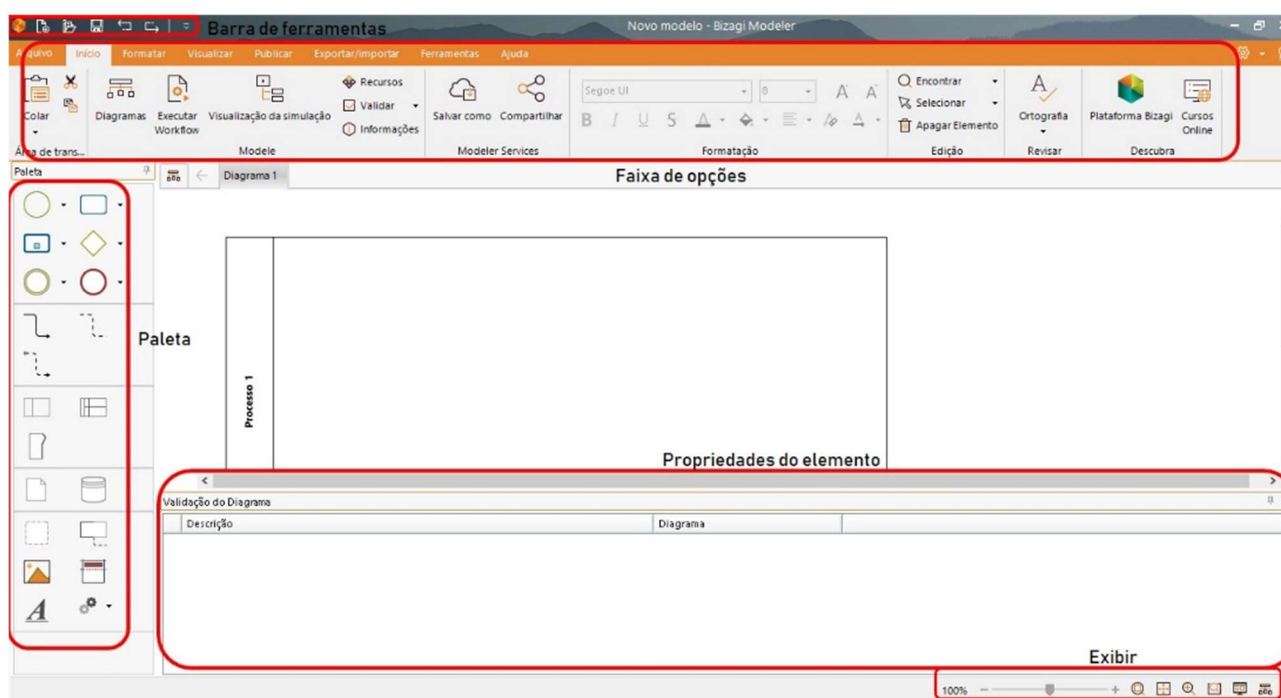 Barra de ferramentas
Novo modelo - Bizagi Modeler
Arquivo Início Formatar Visualizar Publicar Exportar/importar Ferramentas Ajuda
Colar
Diagramas
Executar Workflow
Visualização da simulação
Recursos
Validar
Informações
Salvar como
Compartilhar
Segoe UI
8
A A
B I U S A A
Encontrar
Selecionar
Apagar Elemento
Ortografia
Plataforma Bizagi
Cursos Online
Área de trans...
Modele
Modeler Services
Formatação
Edição
Revisar
Descubra
Paleta
Diagrama 1
Faixa de opções
Paleta
Processo 1
Propriedades do elemento
Validação do Diagrama
Descrição
Diagrama
A
Exibir
100%